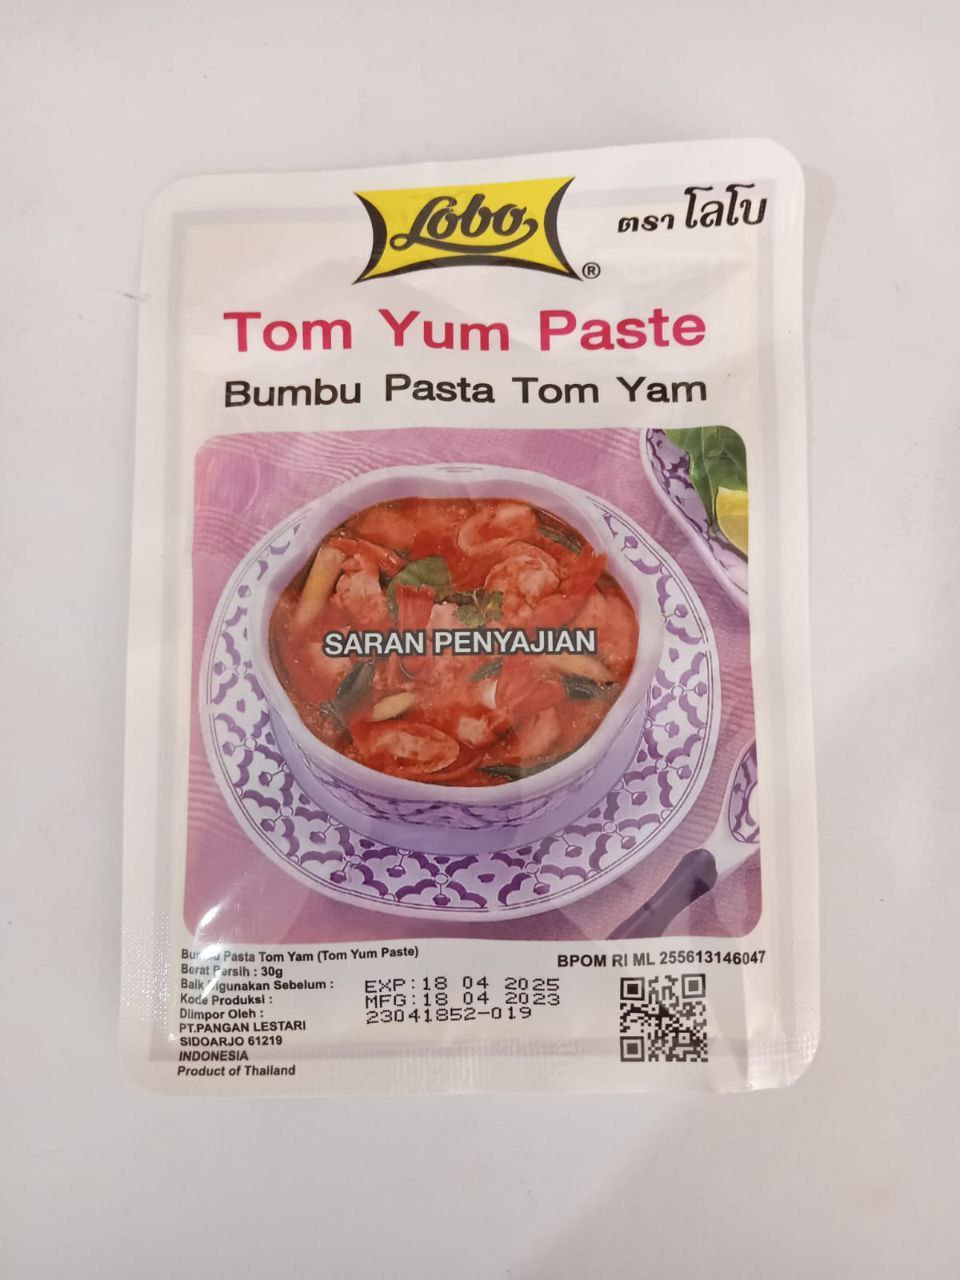 Lobo
®
ตรา โลโบ
Tom Yum Paste
Bumbu Pasta Tom Yam
SARAN PENYAJIAN
Bumbu Pasta Tom Yam (Tom Yum Paste)
Berat Bersih : 30g
Baik Digunakan Sebelum :
Kode Produksi :
DIimpor Oleh :
PT.PANGAN LESTARI
SIDOARJO 61219
INDONESIA
Product of Thailand
EXP:18 04 2025
MFG:18 04 2023
23041852-019
BPOM RI ML 255613146047